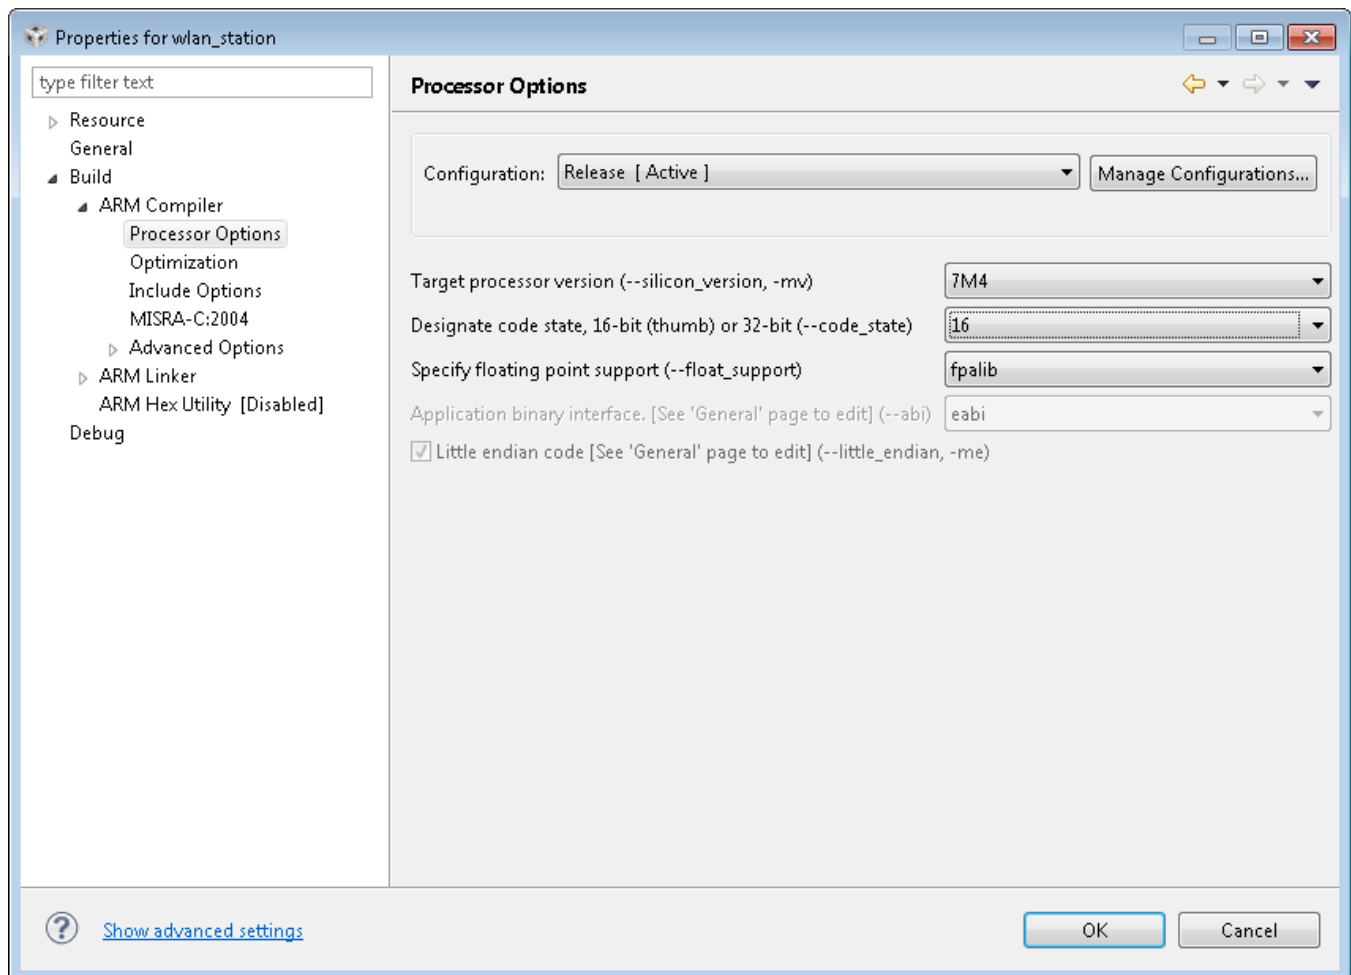 Properties for wlan_station
type filter text
Resource
General
Build
ARM Compiler
Processor Options
Optimization
Include Options
MISRA-C:2004
Advanced Options
ARM Linker
ARM Hex Utility [Disabled]
Debug
Processor Options
Configuration: Release [ Active ] Manage Configurations...
Target processor version (--silicon_version, -mv) 7M4
Designate code state, 16-bit (thumb) or 32-bit (--code_state) 16
Specify floating point support (--float_support) fpalib
Application binary interface. [See 'General' page to edit] (--abi) eabi
Little endian code [See 'General' page to edit] (--little_endian, -me)
Show advanced settings
OK Cancel